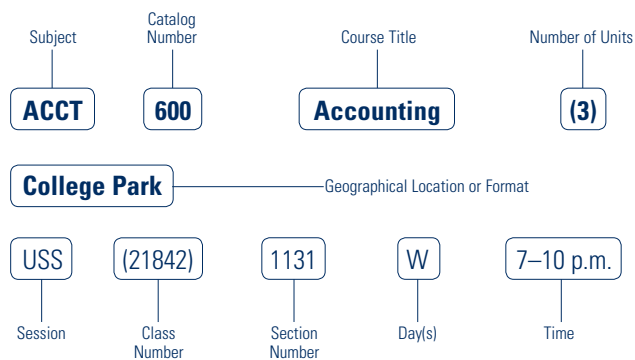 Subject Catalog Number Course Title Number of Units
ACCT 600 Accounting (3)
College Park Geographical Location or Format
USS (21842) 1131 W 7–10 p.m.
Session Class Number Section Number Day(s) Time